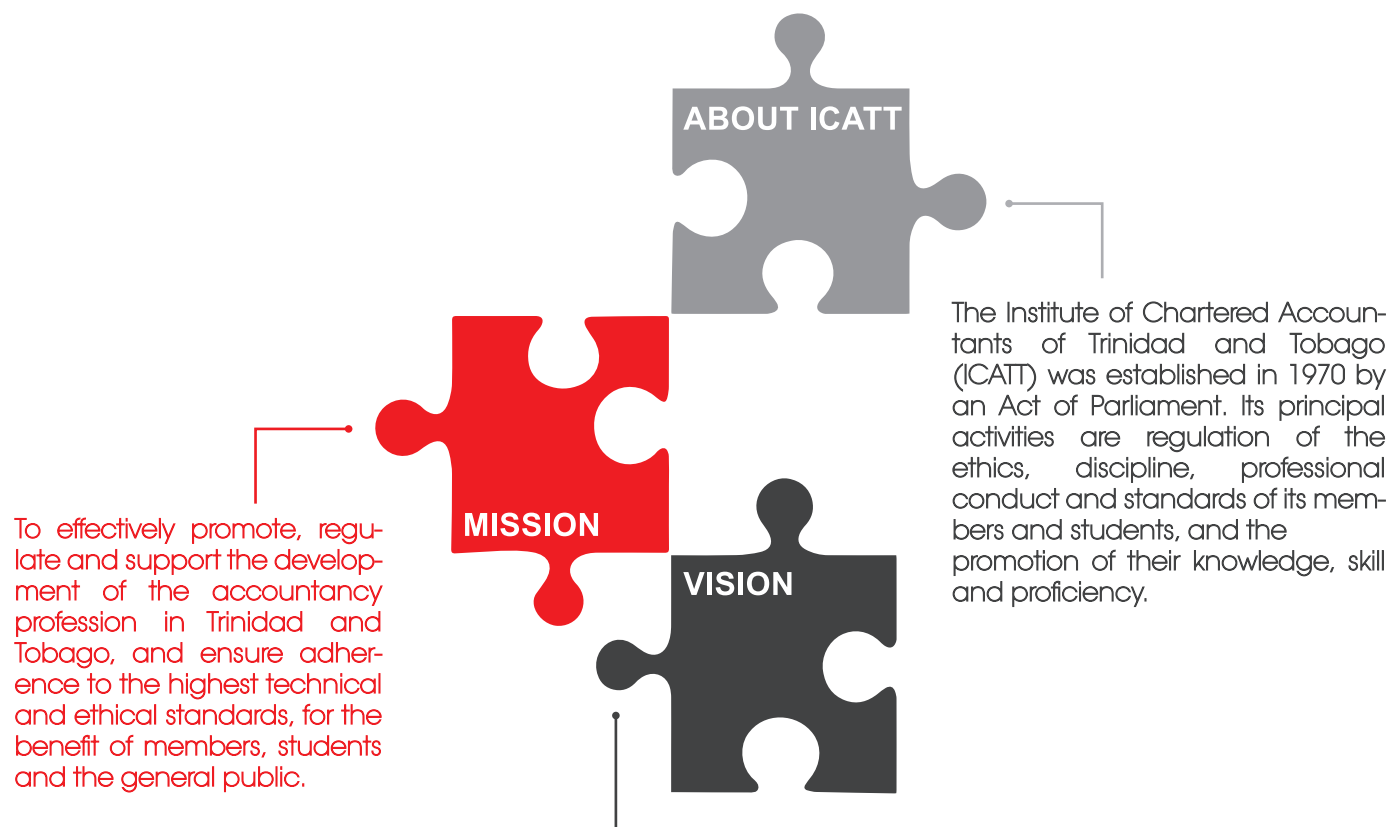 ABOUT ICATT
The Institute of Chartered Accoun-
tants of Trinidad and Tobago
(ICATT) was established in 1970 by
an Act of Parliament. Its principal
activities are regulation of the
ethics, discipline, professional
conduct and standards of its mem-
bers and students, and the
promotion of their knowledge, skill
and proficiency.
MISSION
To effectively promote, regu-
late and support the develop-
ment of the accountancy
profession in Trinidad and
Tobago, and ensure adher-
ence to the highest technical
and ethical standards, for the
benefit of members, students
and the general public.
VISION